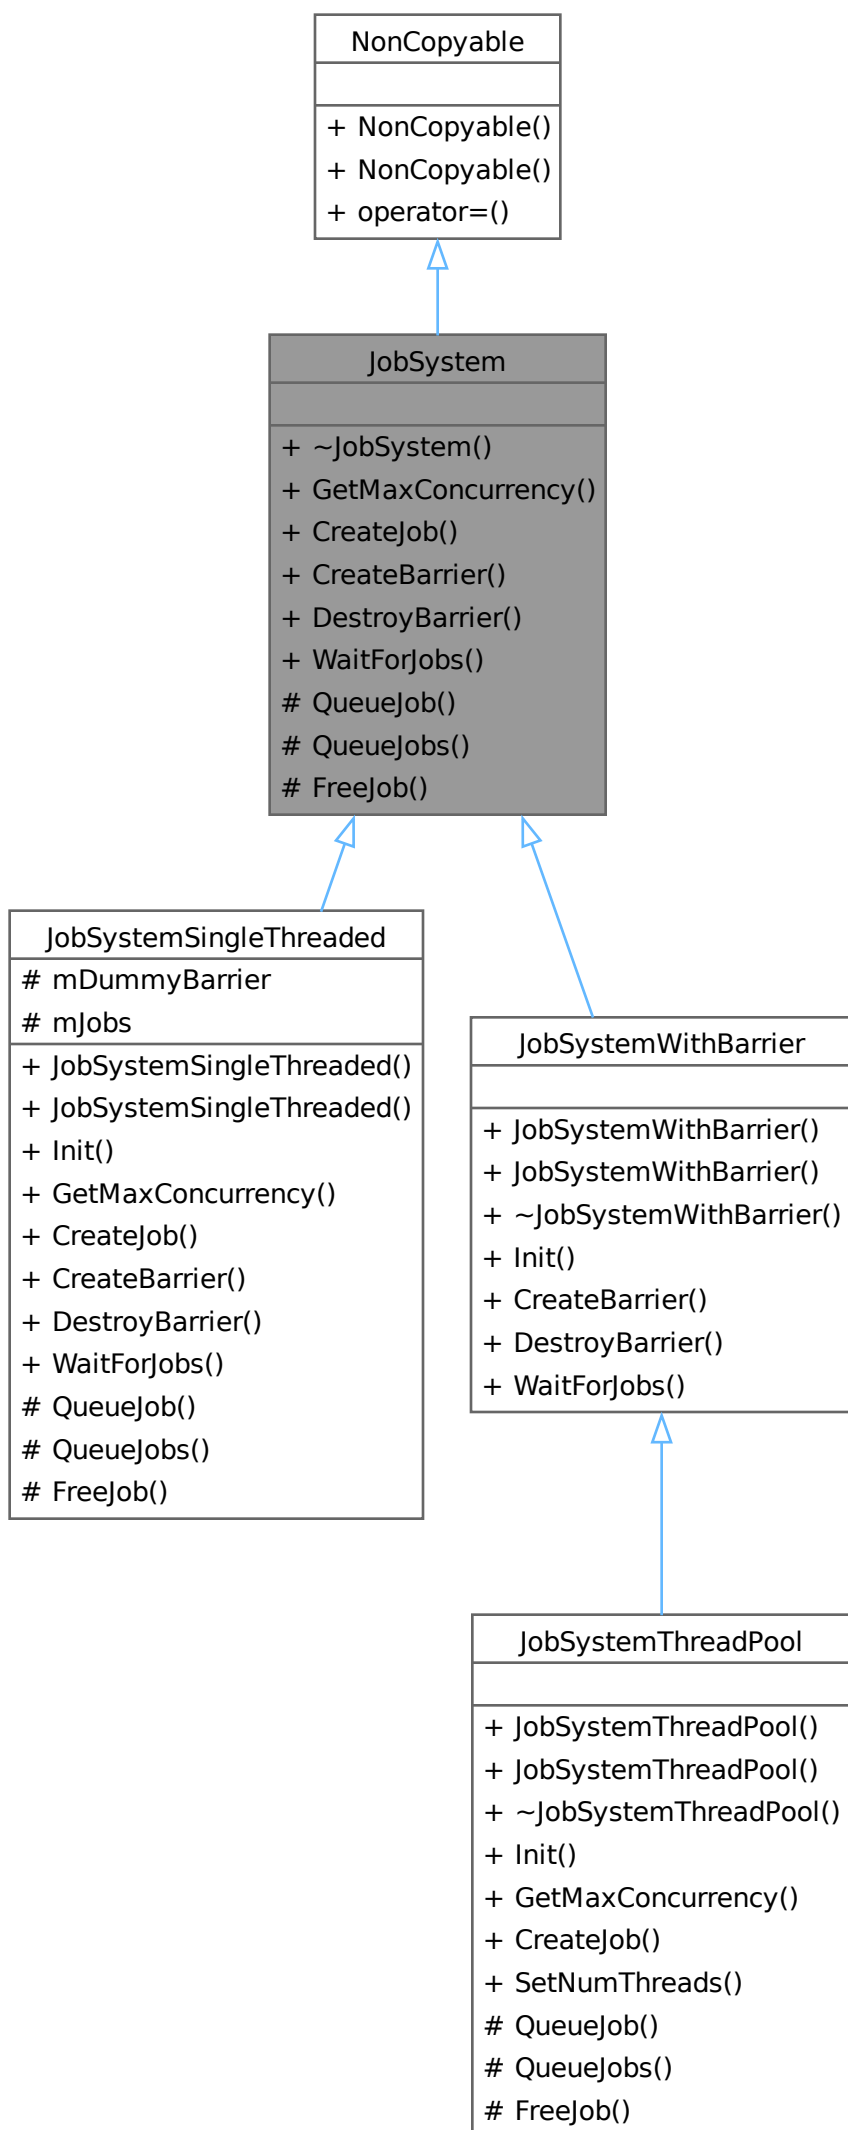 NonCopyable
+ NonCopyable()
+ NonCopyable()
+ operator=()
JobSystem
+ ~JobSystem()
+ GetMaxConcurrency()
+ CreateJob()
+ CreateBarrier()
+ DestroyBarrier()
+ WaitForJobs()
# QueueJob()
# QueueJobs()
# FreeJob()
JobSystemSingleThreaded
# mDummyBarrier
# mJobs
+ JobSystemSingleThreaded()
+ JobSystemSingleThreaded()
+ Init()
+ GetMaxConcurrency()
+ CreateJob()
+ CreateBarrier()
+ DestroyBarrier()
+ WaitForJobs()
# QueueJob()
# QueueJobs()
# FreeJob()
JobSystemWithBarrier
+ JobSystemWithBarrier()
+ JobSystemWithBarrier()
+ ~JobSystemWithBarrier()
+ Init()
+ CreateBarrier()
+ DestroyBarrier()
+ WaitForJobs()
JobSystemThreadPool
+ JobSystemThreadPool()
+ JobSystemThreadPool()
+ ~JobSystemThreadPool()
+ Init()
+ GetMaxConcurrency()
+ CreateJob()
+ SetNumThreads()
# QueueJob()
# QueueJobs()
# FreeJob()